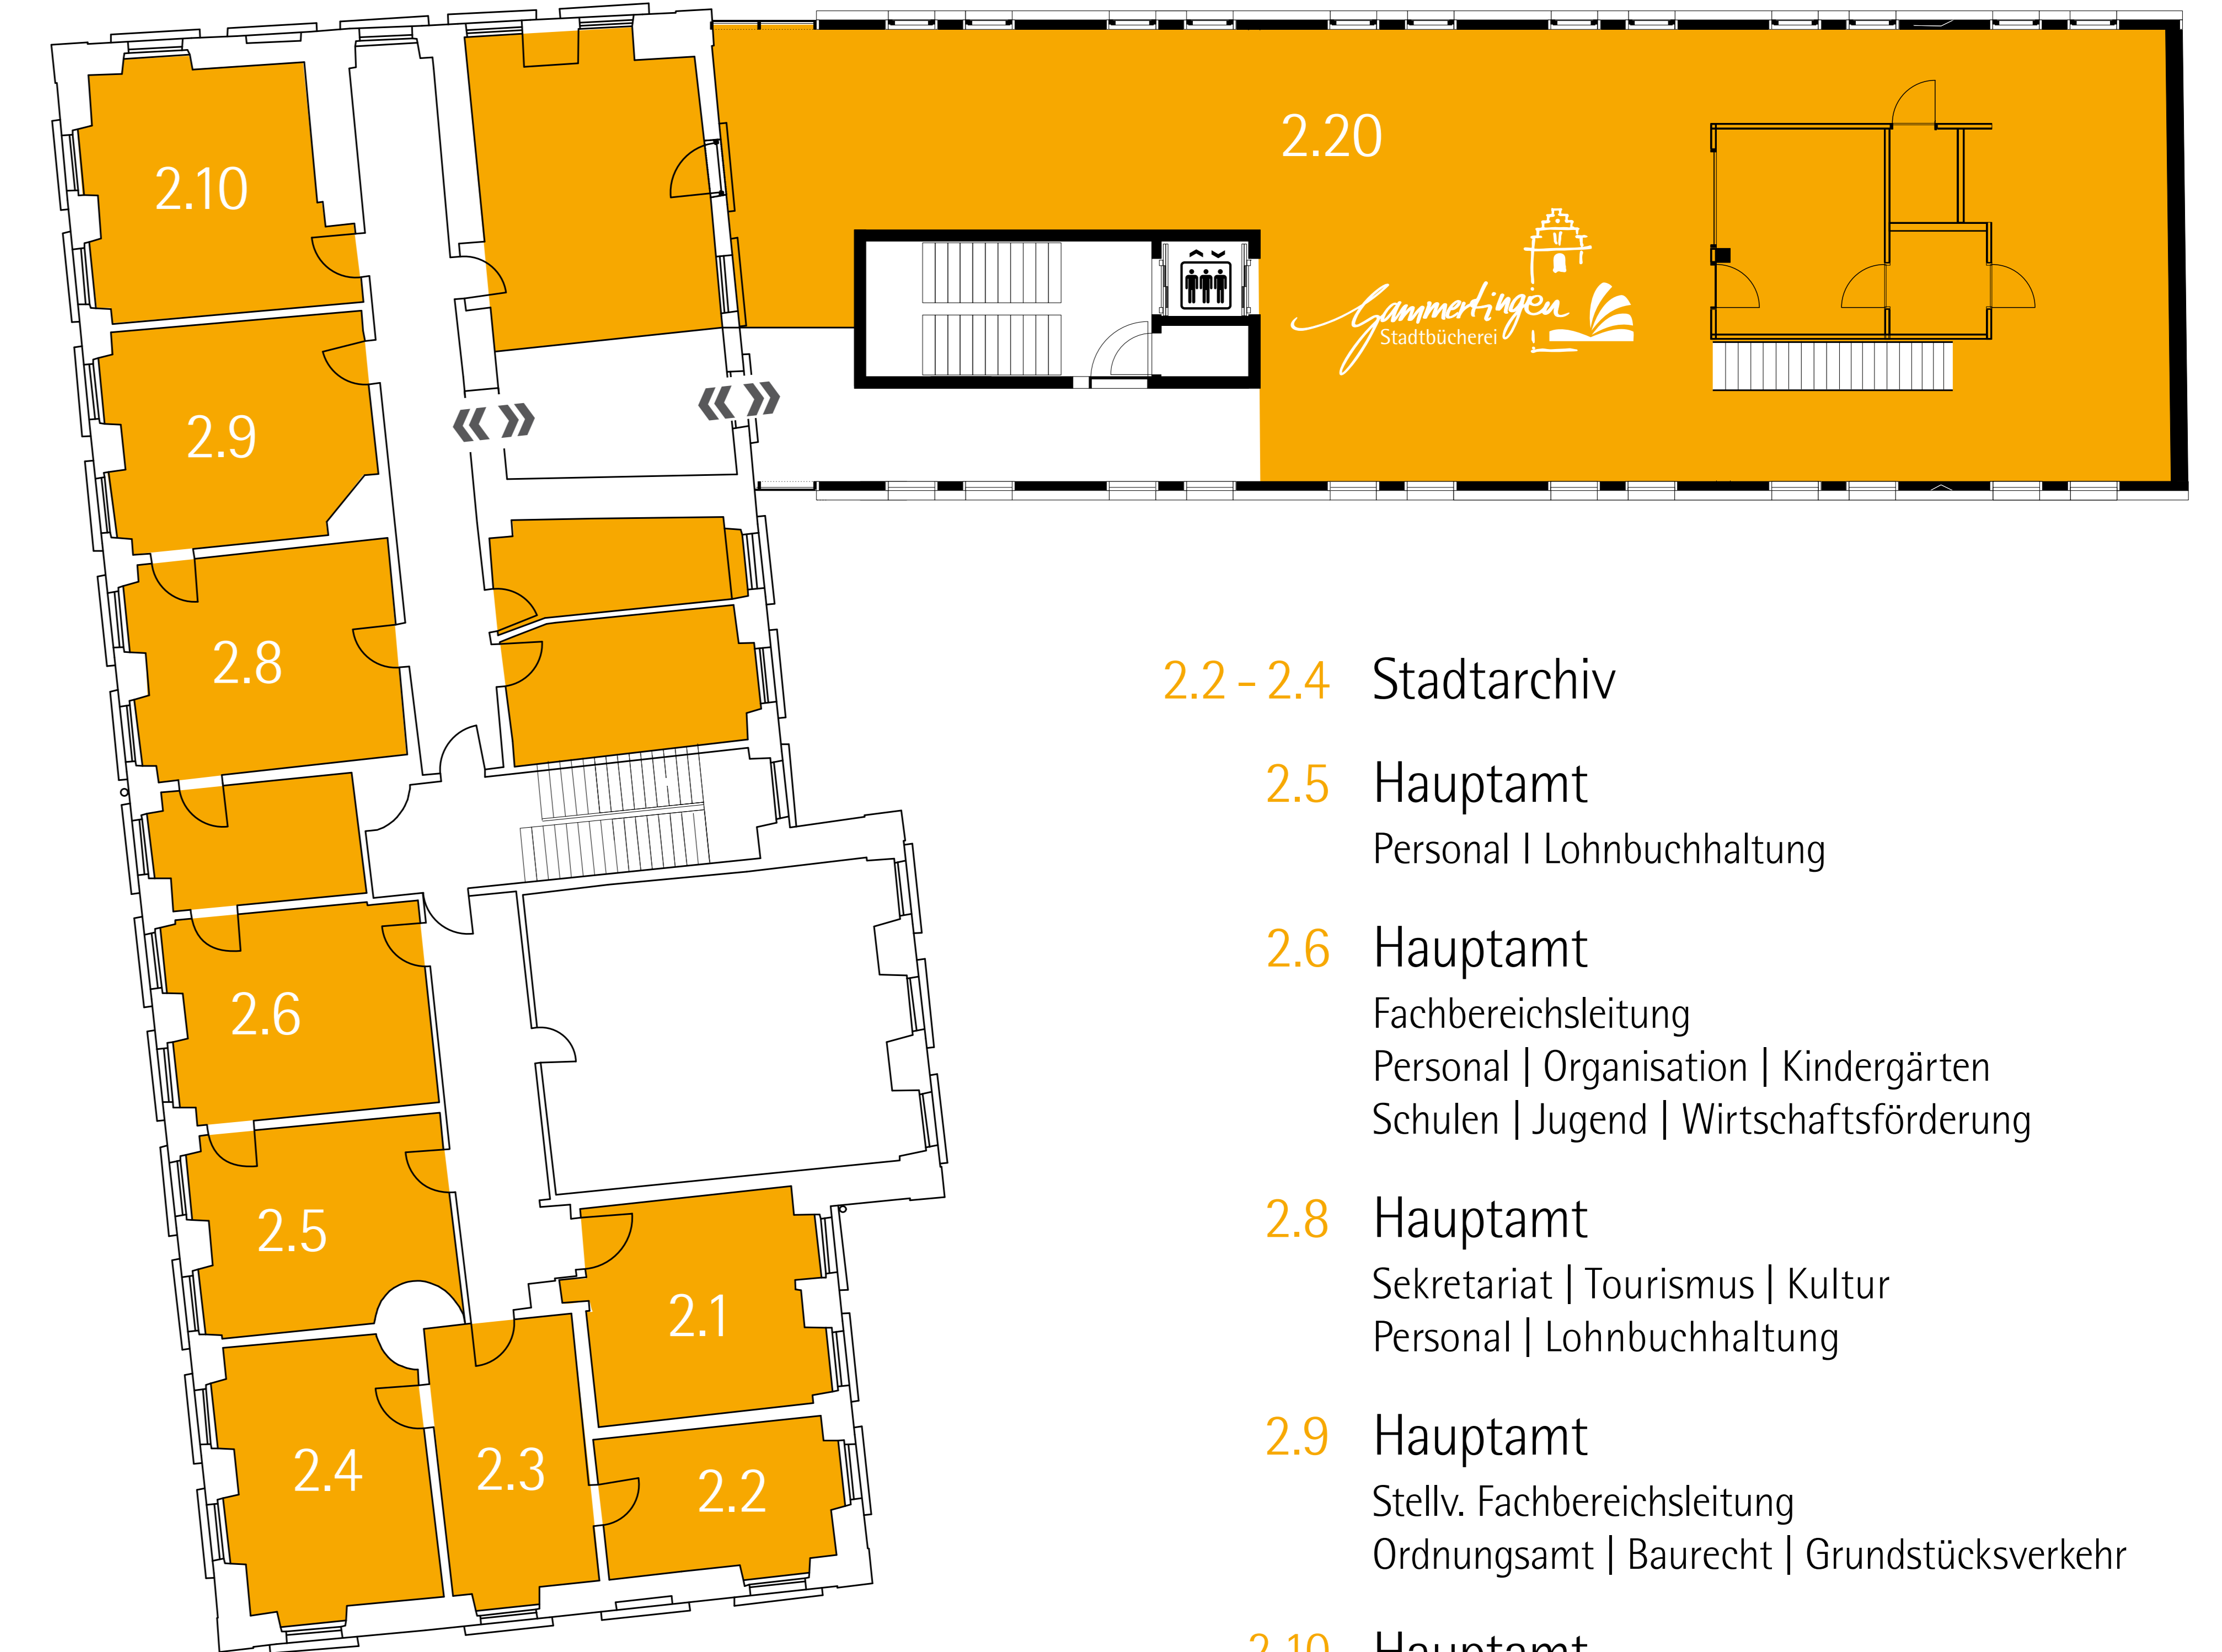 2.10
2.20
Gammertingen
Stadtbücherei
2.9
2.8
2.6
2.5
2.1
2.4
2.3
2.2
2.2 - 2.4 Stadtarchiv
2.5 Hauptamt
Personal I Lohnbuchhaltung
2.6 Hauptamt
Fachbereichsleitung
Personal | Organisation | Kindergärten
Schulen | Jugend | Wirtschaftsförderung
2.8 Hauptamt
Sekretariat | Tourismus | Kultur
Personal | Lohnbuchhaltung
2.9 Hauptamt
Stellv. Fachbereichsleitung
Ordnungsamt | Baurecht | Grundstücksverkehr
2.10 Hauptamt